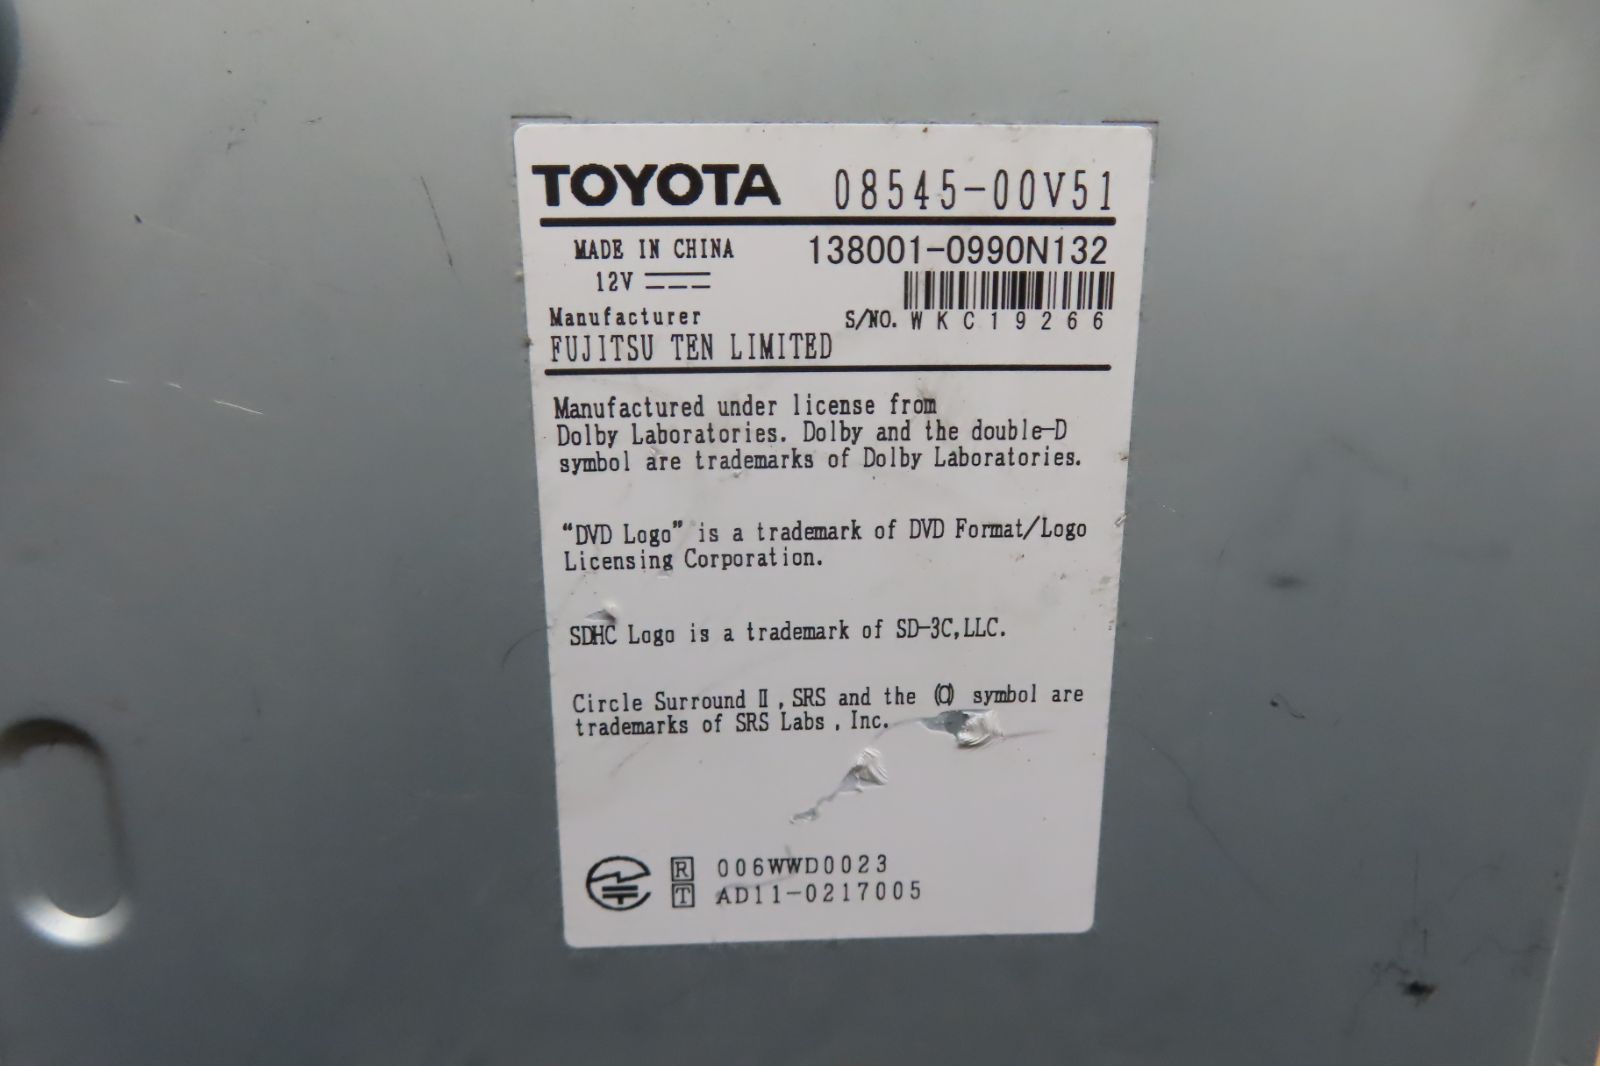 TOYOTA 08545-00V51
MADE IN CHINA 138001-0990N132
12V
Manufacturer S/NO. WKC19266
FUJITSU TEN LIMITED
Manufactured under license from
Dolby Laboratories. Dolby and the double-D
symbol are trademarks of Dolby Laboratories.
“DVD Logo” is a trademark of DVD Format/Logo
Licensing Corporation.
SDHC Logo is a trademark of SD-3C,LLC.
Circle Surround Ⅱ, SRS and the (O) symbol are
trademarks of SRS Labs, Inc.
R 006WWD0023
T AD11-0217005